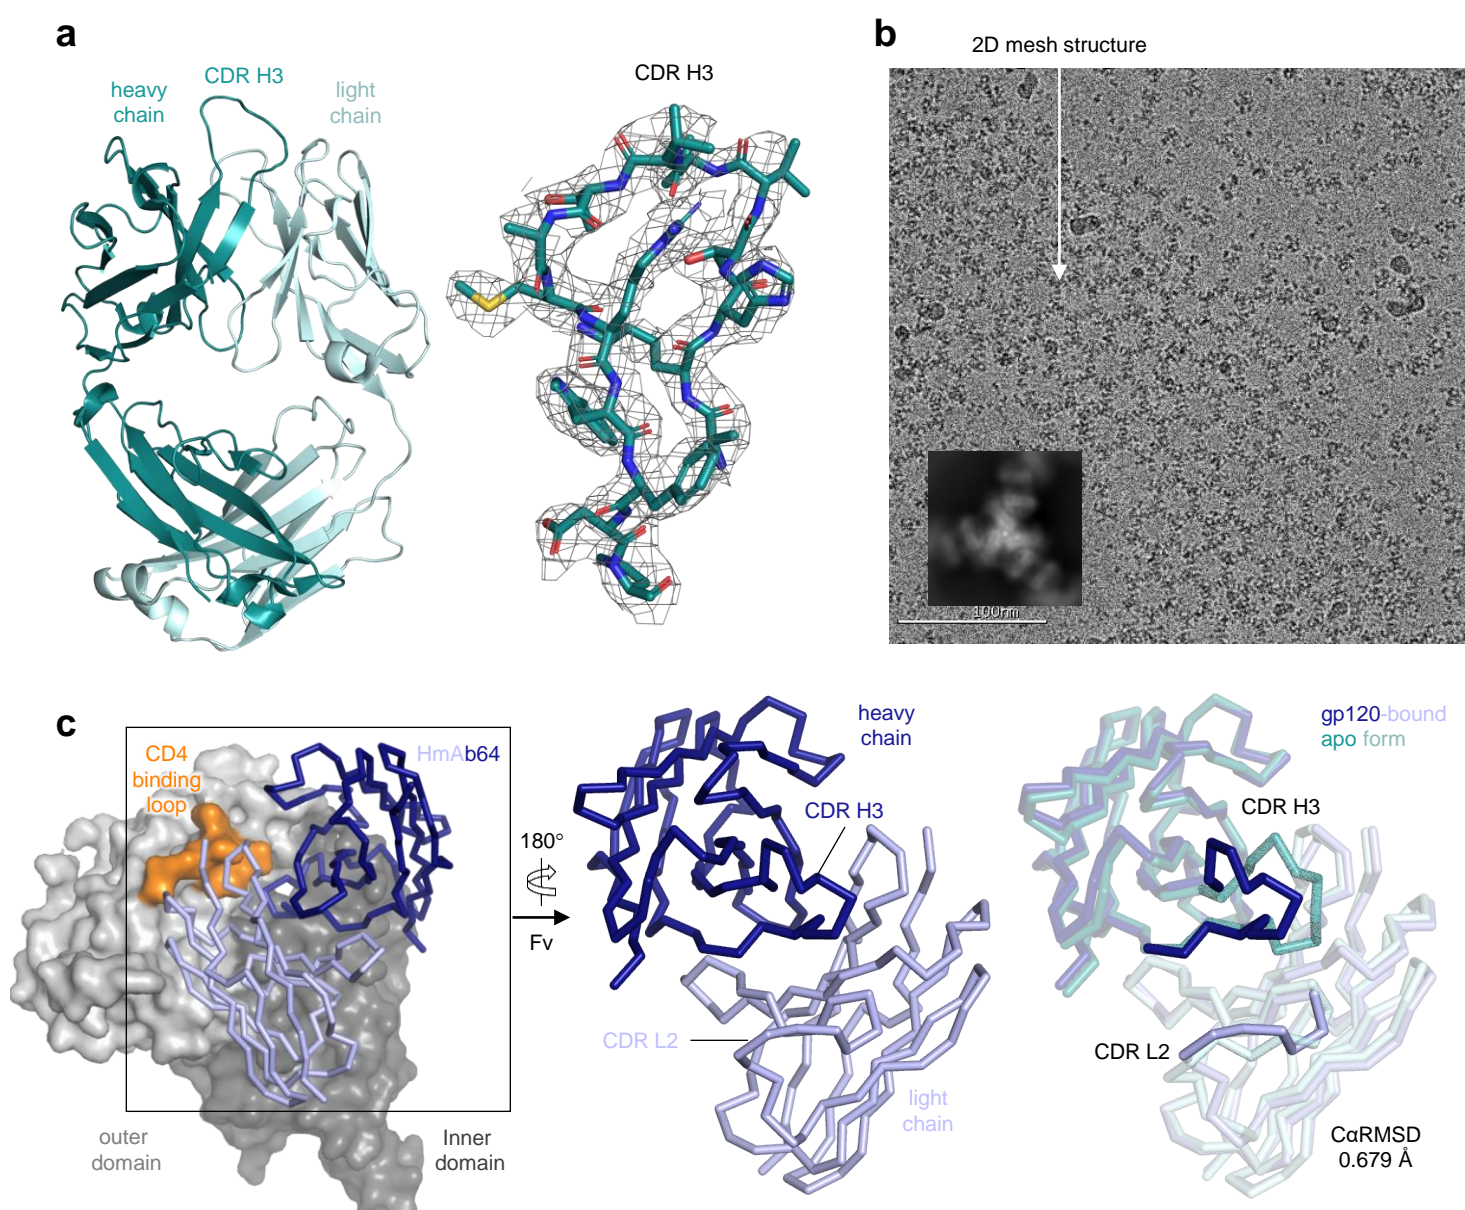 a
CDR H3
heavy
chain
light
chain
CDR H3
b
2D mesh structure
100nm
c
CD4
binding
loop
HmAb64
outer
domain
Inner
domain
180°
Fv
heavy
chain
CDR H3
CDR L2
light
chain
gp120-bound
apo form
CDR H3
CDR L2
CαRMSD
0.679 Å